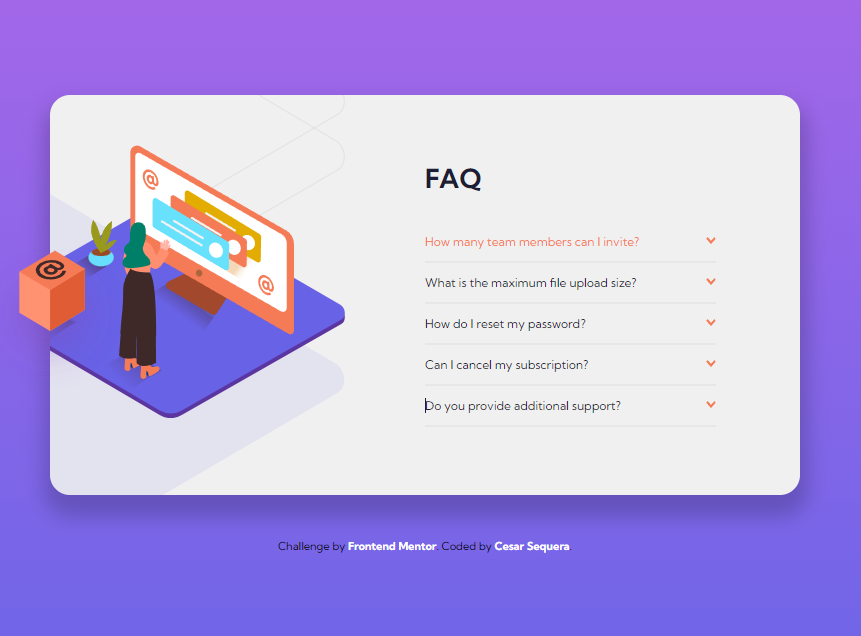 FAQ
How many team members can I invite?
What is the maximum file upload size?
How do I reset my password?
Can I cancel my subscription?
Do you provide additional support?
@
@
@
Challenge by Frontend Mentor. Coded by Cesar Sequera